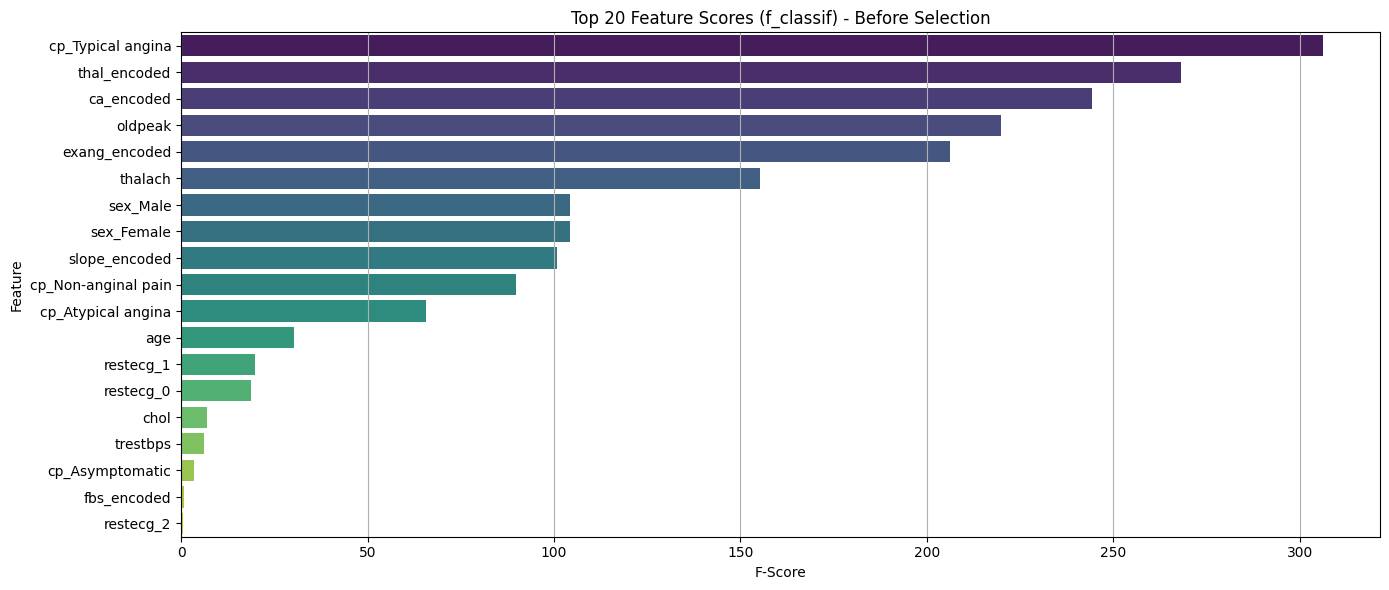 Top 20 Feature Scores (f_classif) - Before Selection
cp_Typical angina
thal_encoded
ca_encoded
oldpeak
exang_encoded
thalach
sex_Male
sex_Female
slope_encoded
cp_Non-anginal pain
cp_Atypical angina
age
restecg_1
restecg_0
chol
trestbps
cp_Asymptomatic
fbs_encoded
restecg_2
Feature
0 50 100 150 200 250 300
F-Score